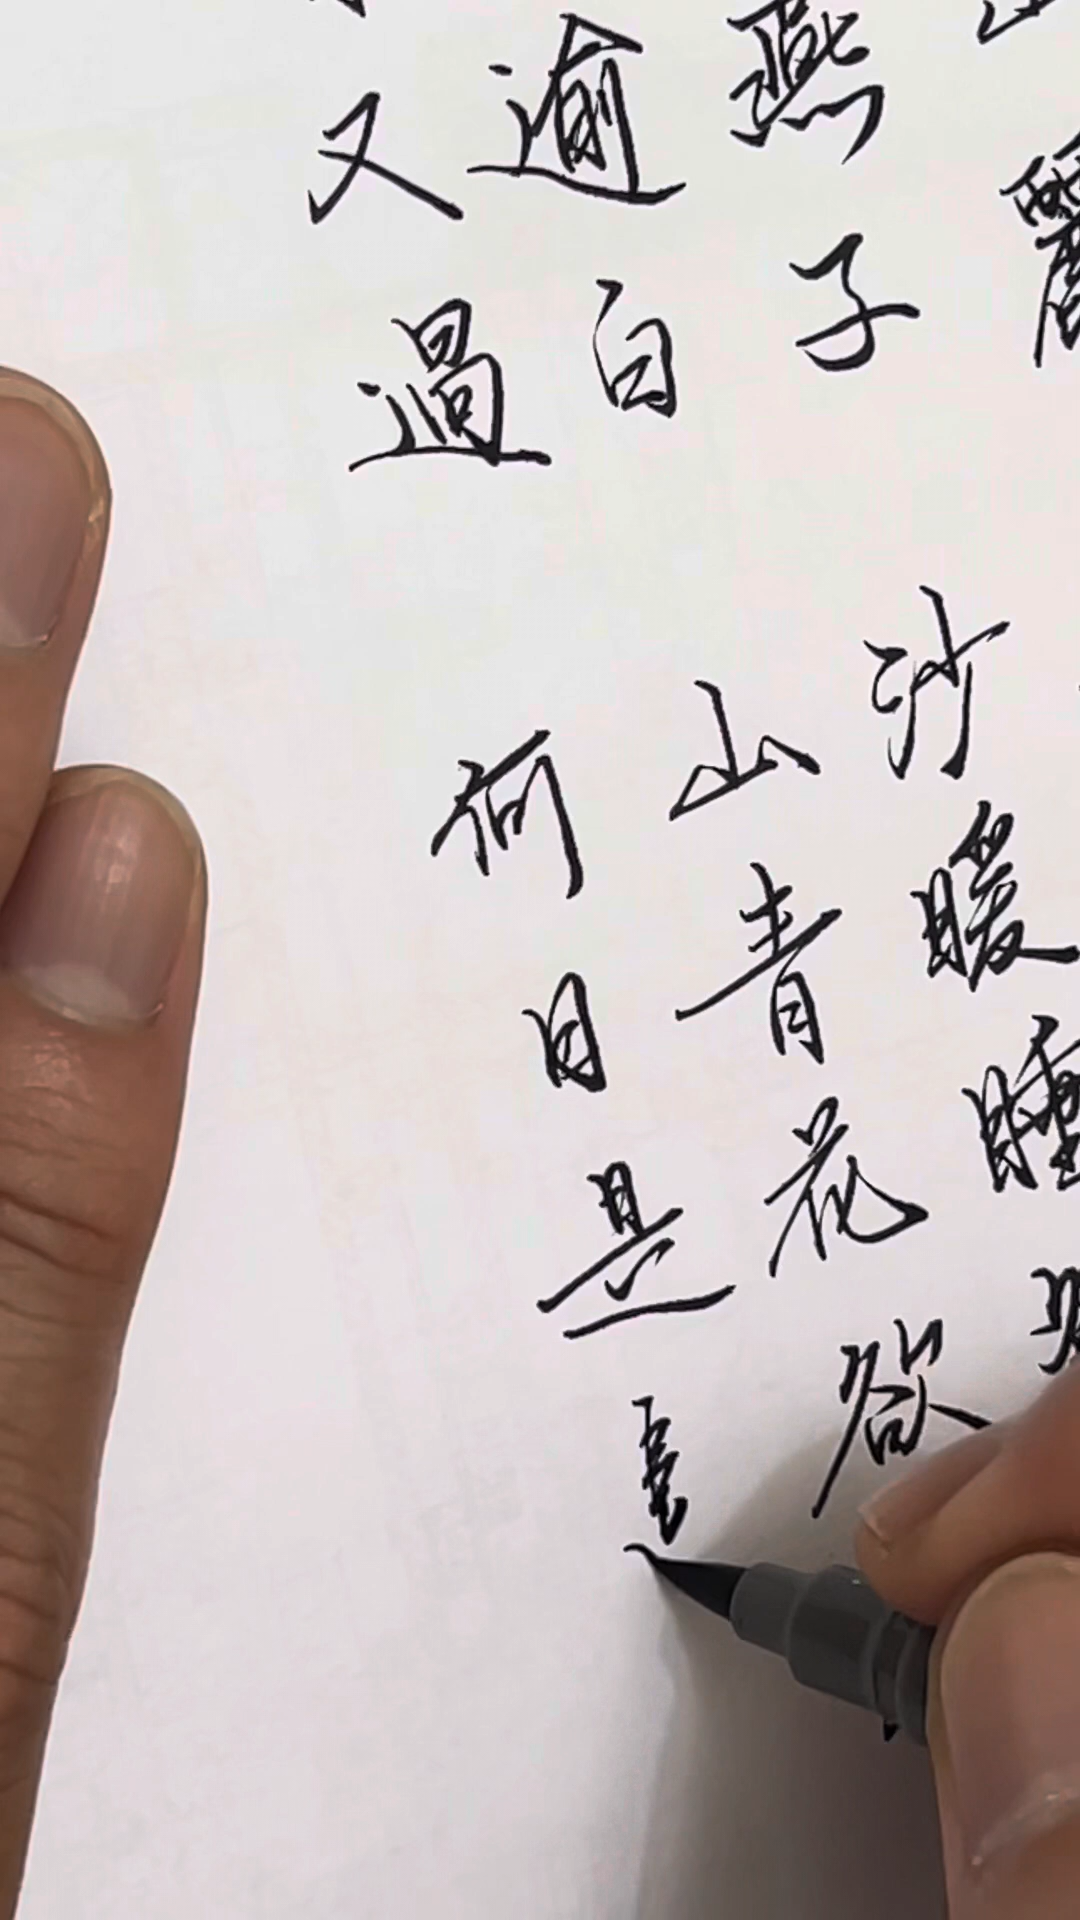 麗
燕子 沙暖睡
逾白 山青花欲
又過 何日是